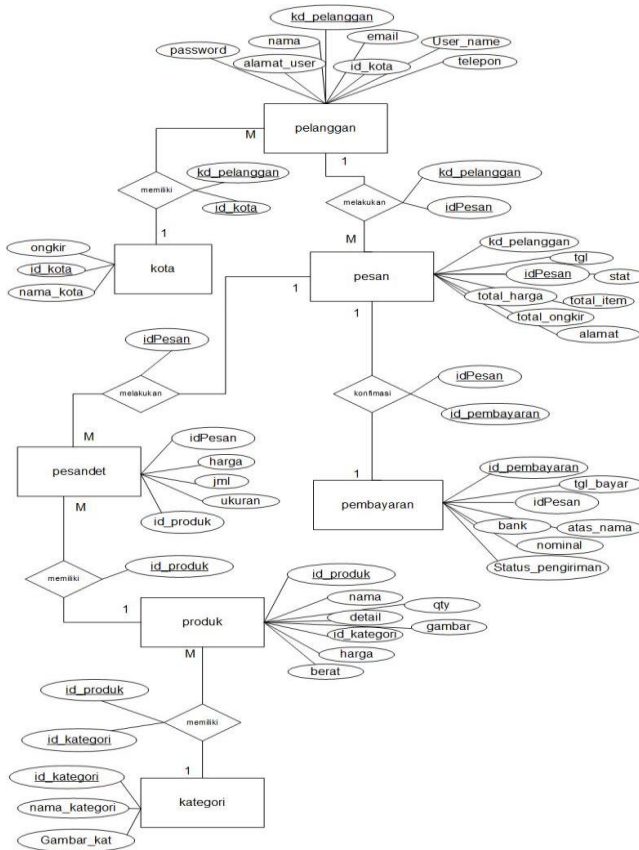 kd_pelanggan
nama
email
User_name
password
alamat_user
id_kota
telepon
pelanggan
M
1
kd_pelanggan
memiliki
id_kota
kd_pelanggan
melakukan
idPesan
1
M
ongkir
id_kota
nama_kota
kota
pesan
kd_pelanggan
tgl
idPesan
stat
total_harga
total_item
total_ongkir
alamat
1
1
idPesan
melakukan
konfimasi
idPesan
id_pembayaran
M
1
pesandet
idPesan
harga
jml
ukuran
id_produk
M
pembayaran
id_pembayaran
tgl_bayar
idPesan
bank
atas_nama
nominal
Status_pengiriman
memiliki
id_produk
1
produk
id_produk
nama
qty
detail
gambar
id_kategori
harga
berat
M
id_produk
memiliki
id_kategori
1
id_kategori
nama_kategori
Gambar_kat
kategori